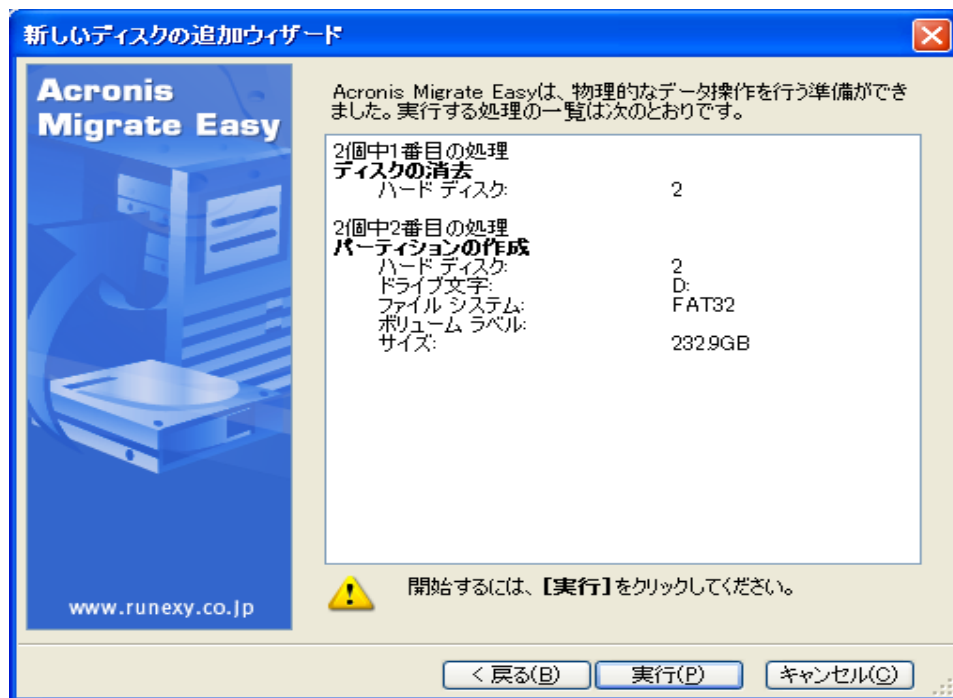 新しいディスクの追加ウィザード
Acronis
Migrate Easy
Acronis Migrate Easyは、物理的なデータ操作を行う準備ができ
ました。実行する処理の一覧は次のとおりです。
2個中1番目の処理
ディスクの消去
ハード ディスク: 2
2個中2番目の処理
パーティションの作成
ハード ディスク: 2
ドライブ文字: D:
ファイル システム: FAT32
ボリューム ラベル:
サイズ: 232.9GB
開始するには、【実行】をクリックしてください。
www.runexy.co.jp
< 戻る(B) 実行(P) キャンセル(C)